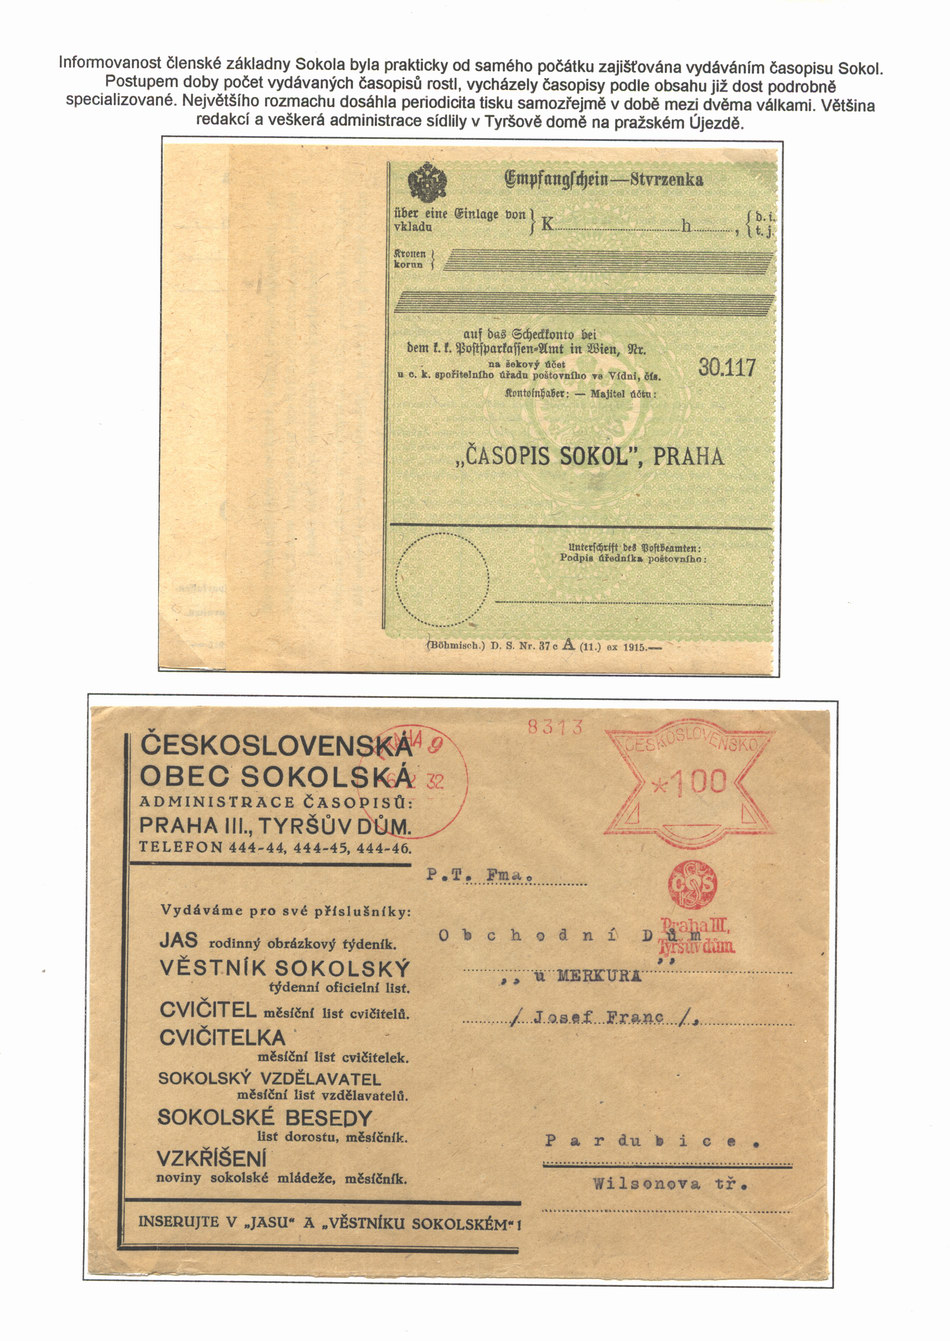 Informovanost členské základny Sokola byla prakticky od samého počátku zajišťována vydáváním časopisu Sokol.
Postupem doby počet vydávaných časopisů rostl, vycházely časopisy podle obsahu již dost podrobně
specializované. Největšího rozmachu dosáhla periodicita tisku samozřejmě v době mezi dvěma válkami. Většina
redakcí a veškerá administrace sídlily v Tyršově domě na pražském Újezdě.
Empfangschein—Stvrzenka
über eine Einlage von
vkladu
K h , b. i.
t. j.
Kronen
korun
auf das Scheckkonto bei
dem k. k. Postsparkassen-Amt in Wien, Nr.
na šekový účet
u c. k. spořitelního úřadu poštovního ve Vídni, čís.
30.117
Kontoinhaber: — Majitel účtu:
„ČASOPIS SOKOL", PRAHA
Unterschrift des Postbeamten:
Podpis úředníka poštovního:
(Böhmisch.) D. S. Nr. 37 c A (11.) ex 1915.—
ČESKOSLOVENSKÁ
OBEC SOKOLSKÁ
ADMINISTRACE ČASOPISŮ:
PRAHA III., TYRŠŮV DŮM.
TELEFON 444-44, 444-45, 444-46.
PRAHA 9
32
8313
ČESKOSLOVENSKO
*100
ČOS
Praha III,
Tyršův dům.
P.T. Fma.
Obchodní Dům
,, u MERKURA ,,
/ Josef Franc /,
Pardubice.
Wilsonova tř.
Vydáváme pro své příslušníky:
JAS rodinný obrázkový týdeník.
VĚSTNÍK SOKOLSKÝ
týdenní oficielní list.
CVIČITEL měsíční list cvičitelů.
CVIČITELKA
měsíční list cvičitelek.
SOKOLSKÝ VZDĚLAVATEL
měsíční list vzdělavatelů.
SOKOLSKÉ BESEDY
list dorostu, měsíčník.
VZKŘÍŠENÍ
noviny sokolské mládeže, měsíčník.
INSERUJTE V „JASU" A „VĚSTNÍKU SOKOLSKÉM"!